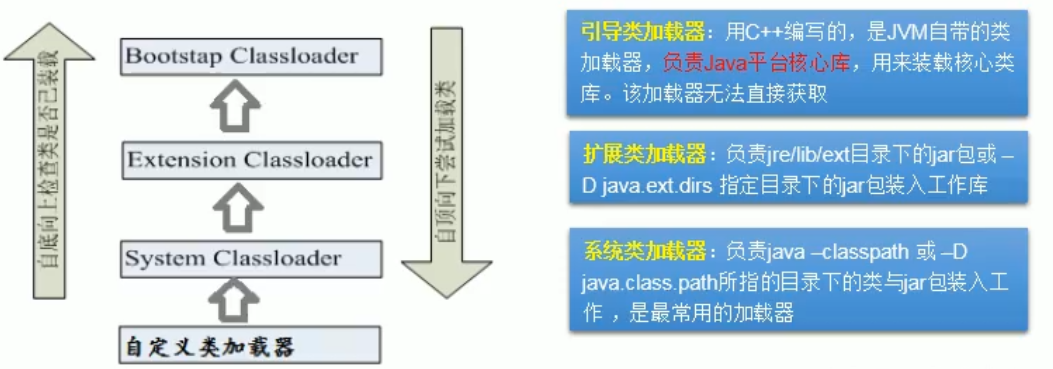 自底向上检查类是否已装载
Bootstap Classloader
Extension Classloader
System Classloader
自定义类加载器
自顶向下尝试加载类
引导类加载器：用C++编写的，是JVM自带的类
加载器，负责Java平台核心库，用来装载核心类
库。该加载器无法直接获取
扩展类加载器：负责jre/lib/ext目录下的jar包或 –
D java.ext.dirs 指定目录下的jar包装入工作库
系统类加载器：负责java –classpath 或 –D
java.class.path所指的目录下的类与jar包装入工
作 ，是最常用的加载器